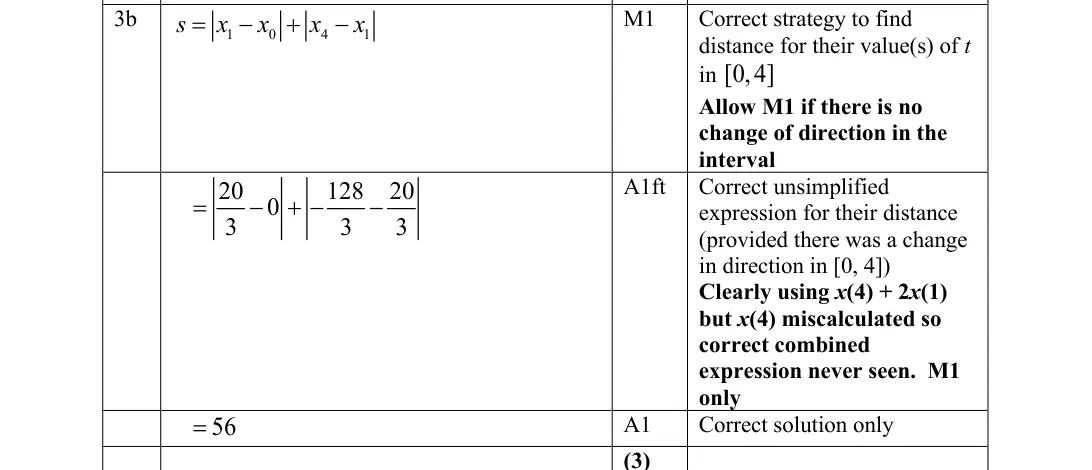 3b
s = |x₁ − x₀| + |x₄ − x₁|
M1
Correct strategy to find
distance for their value(s) of t
in [0, 4]
Allow M1 if there is no
change of direction in the
interval
= |20/3 − 0| + |−128/3 − 20/3|
A1ft
Correct unsimplified
expression for their distance
(provided there was a change
in direction in [0, 4])
Clearly using x(4) + 2x(1)
but x(4) miscalculated so
correct combined
expression never seen.  M1
only
= 56
A1
Correct solution only
(3)